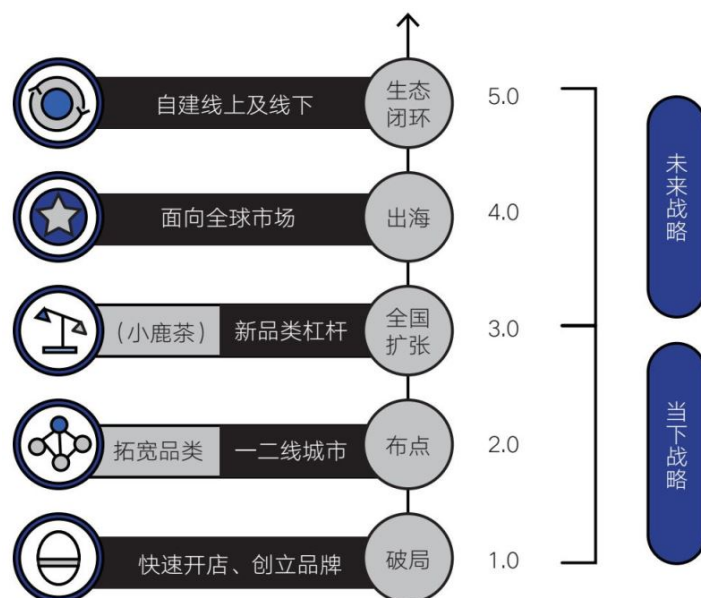 自建线上及线下
生态
闭环
5.0
面向全球市场
出海
4.0
(小鹿茶)
新品类杠杆
全国
扩张
3.0
拓宽品类
一二线城市
布点
2.0
快速开店、创立品牌
破局
1.0
未来战略
当下战略